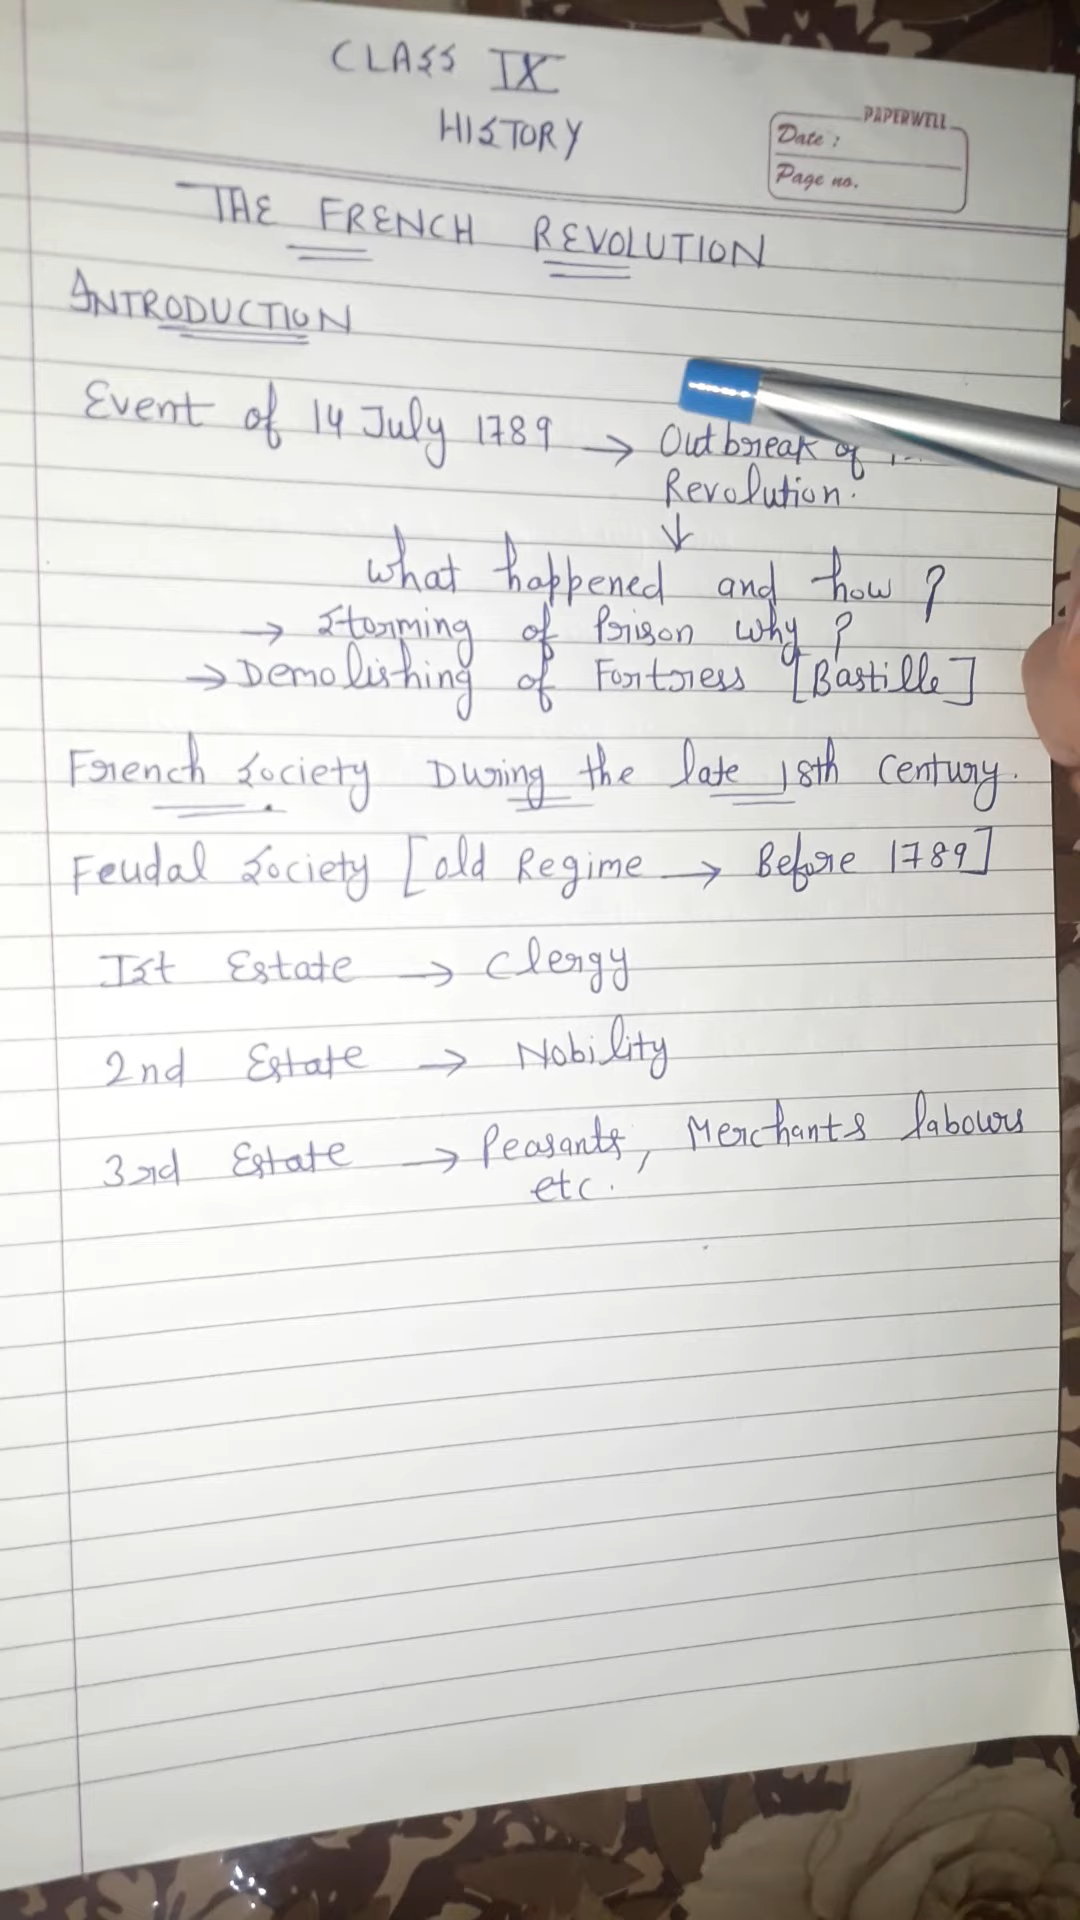 CLASS IX
HISTORY
PAPERWELL
Date :
Page no.
THE FRENCH REVOLUTION
INTRODUCTION
Event of 14 July 1789 → Outbreak of
Revolution.
↓
What happened and how ?
→ Storming of Prison Why ?
→ Demolishing of Fortress [Bastille]
French Society During the late 18th Century.
Feudal Society [old Regime → Before 1789]
Ist Estate → Clergy
2nd Estate → Nobility
3rd Estate → Peasants, Merchants labours
etc.